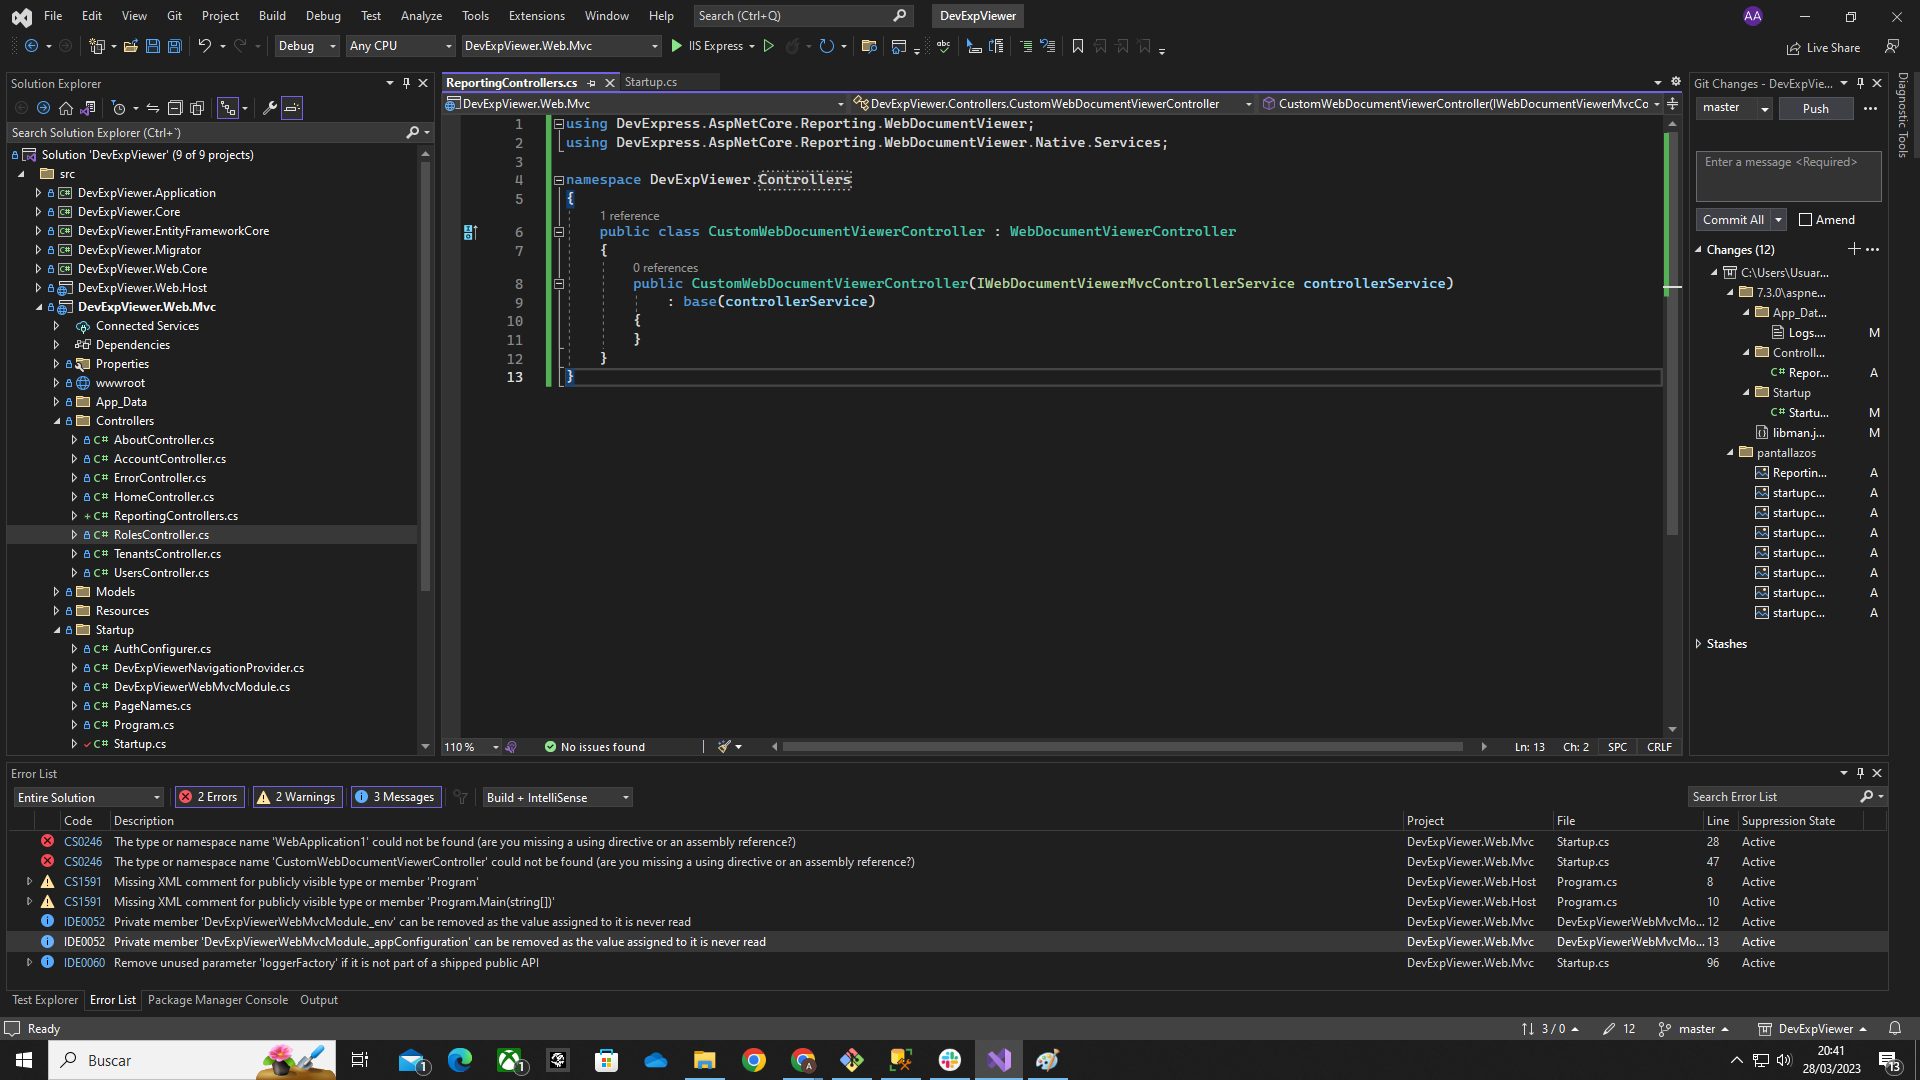 File Edit View Git Project Build Debug Test Analyze Tools Extensions Window Help Search (Ctrl+Q) DevExpViewer AA
Debug Any CPU DevExpViewer.Web.Mvc IIS Express Live Share
Solution Explorer
Search Solution Explorer (Ctrl+`)
Solution 'DevExpViewer' (9 of 9 projects)
src
DevExpViewer.Application
DevExpViewer.Core
DevExpViewer.EntityFrameworkCore
DevExpViewer.Migrator
DevExpViewer.Web.Core
DevExpViewer.Web.Host
DevExpViewer.Web.Mvc
Connected Services
Dependencies
Properties
wwwroot
App_Data
Controllers
C# AboutController.cs
C# AccountController.cs
C# ErrorController.cs
C# HomeController.cs
+ C# ReportingControllers.cs
C# RolesController.cs
C# TenantsController.cs
C# UsersController.cs
Models
Resources
Startup
C# AuthConfigurer.cs
C# DevExpViewerNavigationProvider.cs
C# DevExpViewerWebMvcModule.cs
C# PageNames.cs
C# Program.cs
C# Startup.cs
ReportingControllers.cs Startup.cs
DevExpViewer.Web.Mvc DevExpViewer.Controllers.CustomWebDocumentViewerController CustomWebDocumentViewerController(IWebDocumentViewerMvcCo
1 using DevExpress.AspNetCore.Reporting.WebDocumentViewer;
2 using DevExpress.AspNetCore.Reporting.WebDocumentViewer.Native.Services;
3
4 namespace DevExpViewer.Controllers
5 {
1 reference
6 public class CustomWebDocumentViewerController : WebDocumentViewerController
7 {
0 references
8 public CustomWebDocumentViewerController(IWebDocumentViewerMvcControllerService controllerService)
9 : base(controllerService)
10 {
11 }
12 }
13 }
110 % No issues found Ln: 13 Ch: 2 SPC CRLF
Git Changes - DevExpVie...
master Push
Enter a message <Required>
Commit All Amend
Changes (12)
C:\Users\Usuar...
7.3.0\aspne...
App_Dat...
Logs.... M
Controll...
C# Repor... A
Startup
C# Startu... M
libman.j... M
pantallazos
Reportin... A
startupc... A
startupc... A
startupc... A
startupc... A
startupc... A
startupc... A
startupc... A
Stashes
Diagnostic Tools
Error List
Entire Solution 2 Errors 2 Warnings 3 Messages Build + IntelliSense Search Error List
Code Description Project File Line Suppression State
CS0246 The type or namespace name 'WebApplication1' could not be found (are you missing a using directive or an assembly reference?) DevExpViewer.Web.Mvc Startup.cs 28 Active
CS0246 The type or namespace name 'CustomWebDocumentViewerController' could not be found (are you missing a using directive or an assembly reference?) DevExpViewer.Web.Mvc Startup.cs 47 Active
CS1591 Missing XML comment for publicly visible type or member 'Program' DevExpViewer.Web.Host Program.cs 8 Active
CS1591 Missing XML comment for publicly visible type or member 'Program.Main(string[])' DevExpViewer.Web.Host Program.cs 10 Active
IDE0052 Private member 'DevExpViewerWebMvcModule._env' can be removed as the value assigned to it is never read DevExpViewer.Web.Mvc DevExpViewerWebMvcMo... 12 Active
IDE0052 Private member 'DevExpViewerWebMvcModule._appConfiguration' can be removed as the value assigned to it is never read DevExpViewer.Web.Mvc DevExpViewerWebMvcMo... 13 Active
IDE0060 Remove unused parameter 'loggerFactory' if it is not part of a shipped public API DevExpViewer.Web.Mvc Startup.cs 96 Active
Test Explorer Error List Package Manager Console Output
Ready 3 / 0 12 master DevExpViewer
Buscar 20:41
28/03/2023 13